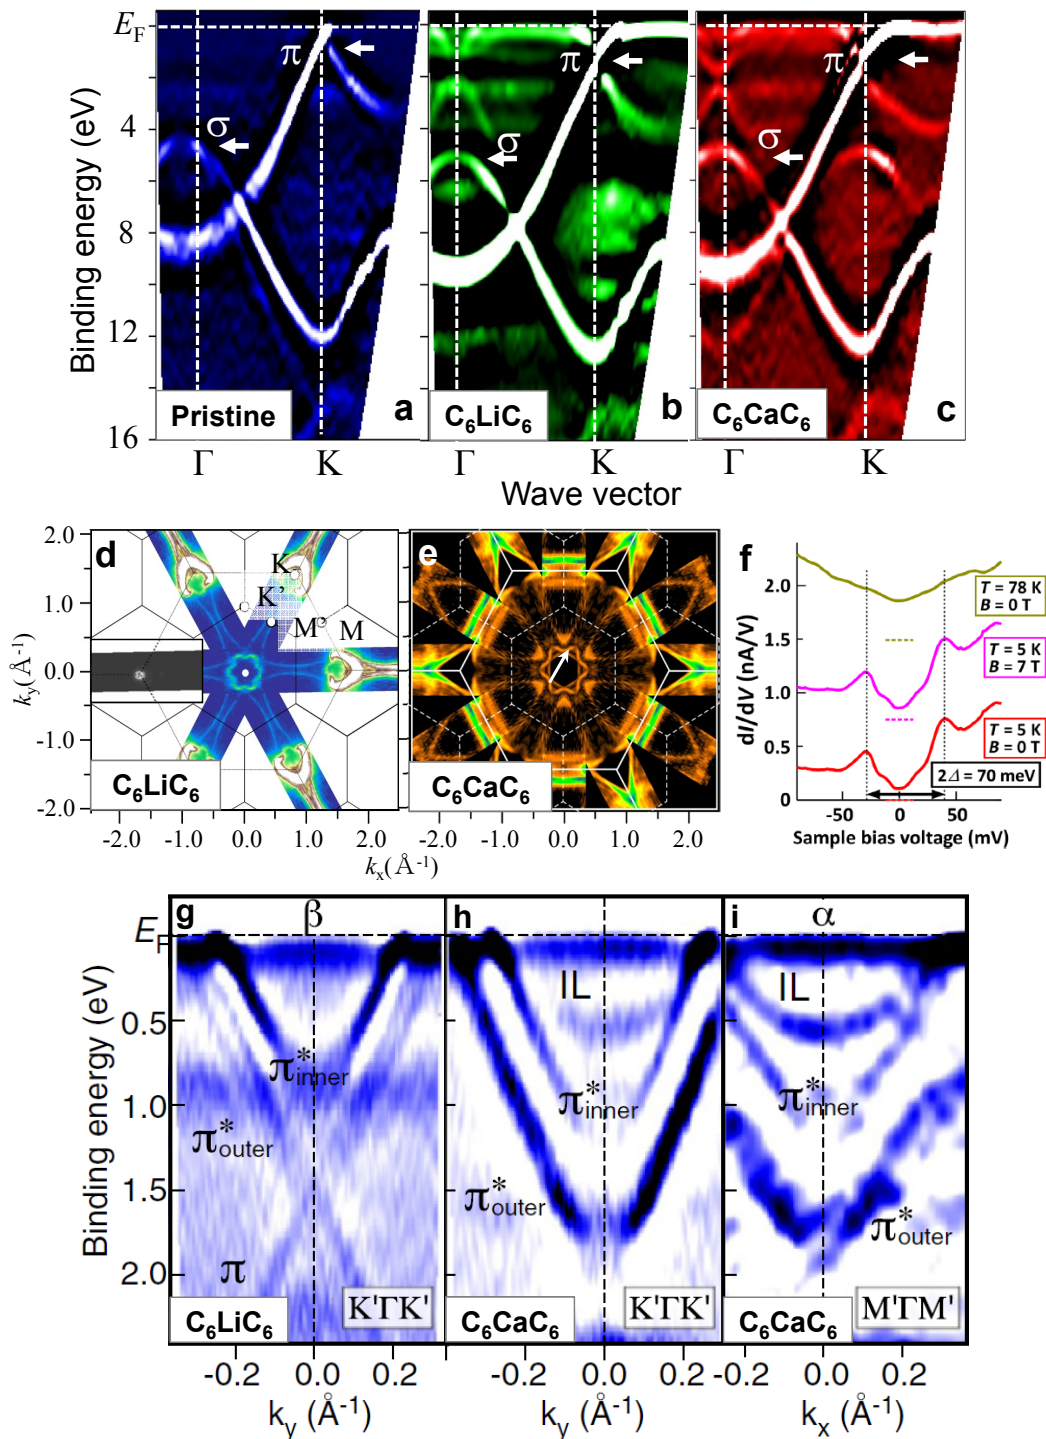 E_F
π
σ
4
8
12
16
Binding energy (eV)
Pristine
a
π
σ
C6LiC6
b
π
σ
C6CaC6
c
Γ K Γ K Γ K
Wave vector
d
2.0
1.0
0.0
-1.0
-2.0
k_y(Å-1)
K
K'
M' M
C6LiC6
-2.0 -1.0 0.0 1.0 2.0
e
C6CaC6
-2.0 -1.0 0.0 1.0 2.0
k_x(Å-1)
f
2.0
1.5
1.0
0.5
0
dI/dV (nA/V)
T = 78 K
B = 0 T
T = 5 K
B = 7 T
T = 5 K
B = 0 T
2Δ = 70 meV
-50 0 50
Sample bias voltage (mV)
g
β
h
i
α
E_F
0.5
1.0
1.5
2.0
Binding energy (eV)
π*inner
π*outer
π
C6LiC6
K'ΓK'
IL
π*inner
π*outer
C6CaC6
K'ΓK'
IL
π*inner
π*outer
C6CaC6
M'ΓM'
-0.2 0.0 0.2
k_y (Å-1)
-0.2 0.0 0.2
k_y (Å-1)
-0.2 0.0 0.2
k_x (Å-1)